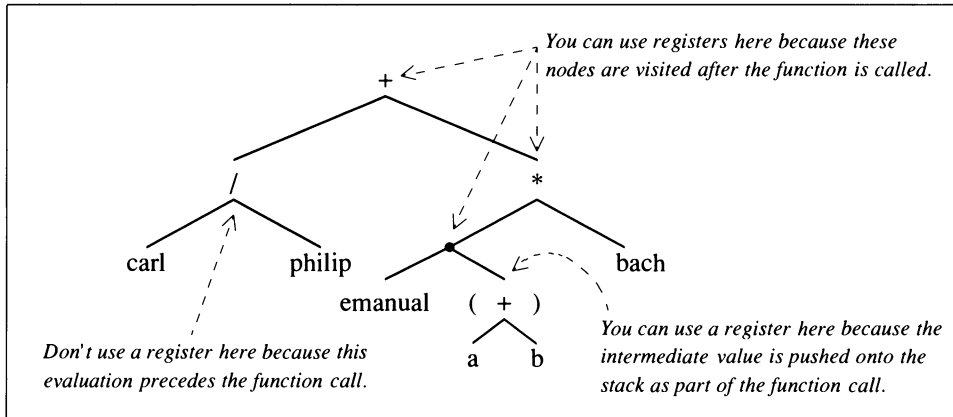 You can use registers here because these
nodes are visited after the function is called.
+
/
*
carl
philip
bach
emanual
( + )
a
b
Don't use a register here because this
evaluation precedes the function call.
You can use a register here because the
intermediate value is pushed onto the
stack as part of the function call.